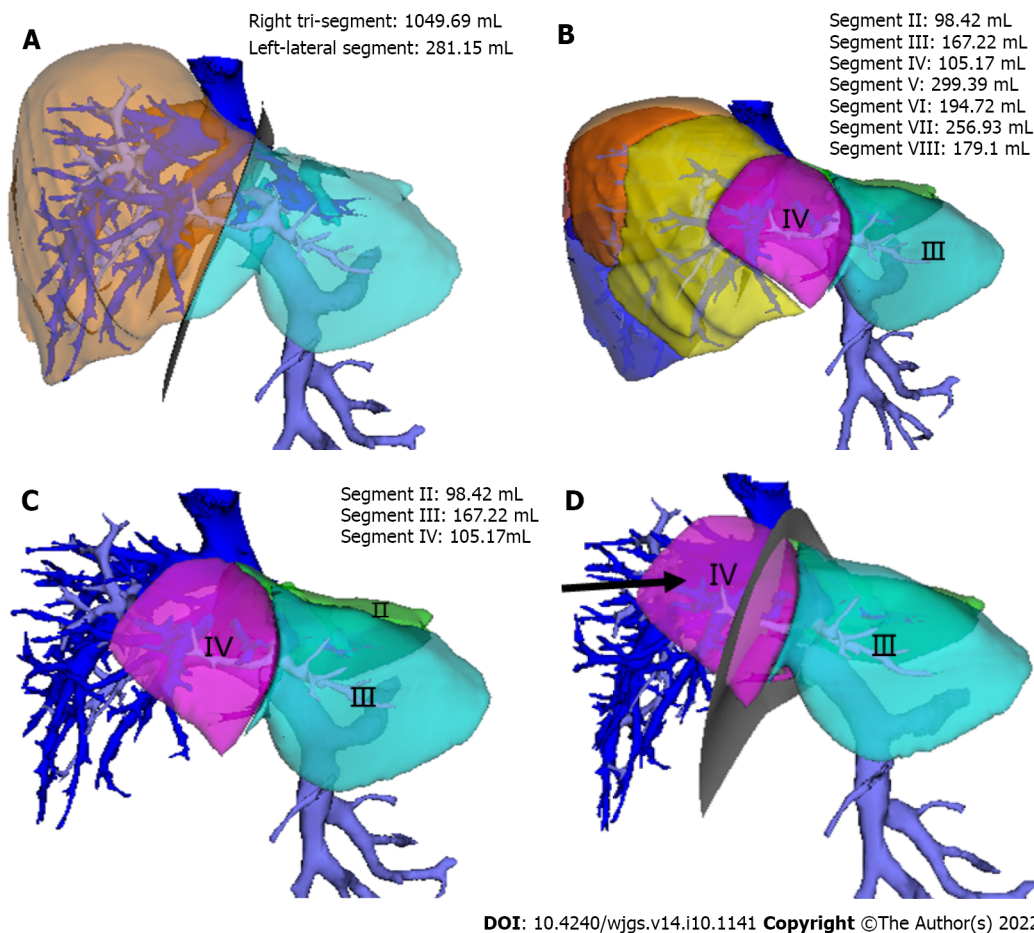 A
Right tri-segment: 1049.69 mL
Left-lateral segment: 281.15 mL
B
Segment II: 98.42 mL
Segment III: 167.22 mL
Segment IV: 105.17 mL
Segment V: 299.39 mL
Segment VI: 194.72 mL
Segment VII: 256.93 mL
Segment VIII: 179.1 mL
IV
III
C
Segment II: 98.42 mL
Segment III: 167.22 mL
Segment IV: 105.17mL
II
IV
III
D
IV
III
DOI: 10.4240/wjgs.v14.i10.1141 Copyright ©The Author(s) 2022